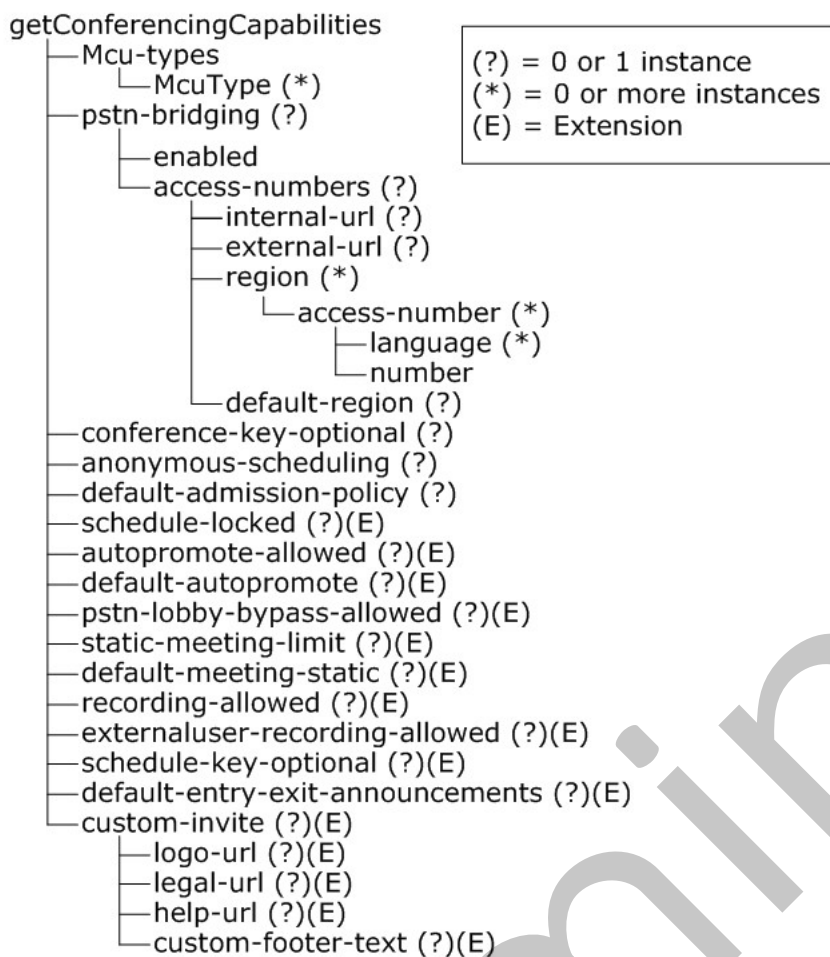 getConferencingCapabilities
Mcu-types
McuType (*)
pstn-bridging (?)
enabled
access-numbers (?)
internal-url (?)
external-url (?)
region (*)
access-number (*)
language (*)
number
default-region (?)
conference-key-optional (?)
anonymous-scheduling (?)
default-admission-policy (?)
schedule-locked (?)(E)
autopromote-allowed (?)(E)
default-autopromote (?)(E)
pstn-lobby-bypass-allowed (?)(E)
static-meeting-limit (?)(E)
default-meeting-static (?)(E)
recording-allowed (?)(E)
externaluser-recording-allowed (?)(E)
schedule-key-optional (?)(E)
default-entry-exit-announcements (?)(E)
custom-invite (?)(E)
logo-url (?)(E)
legal-url (?)(E)
help-url (?)(E)
custom-footer-text (?)(E)
(?) = 0 or 1 instance
(*) = 0 or more instances
(E) = Extension